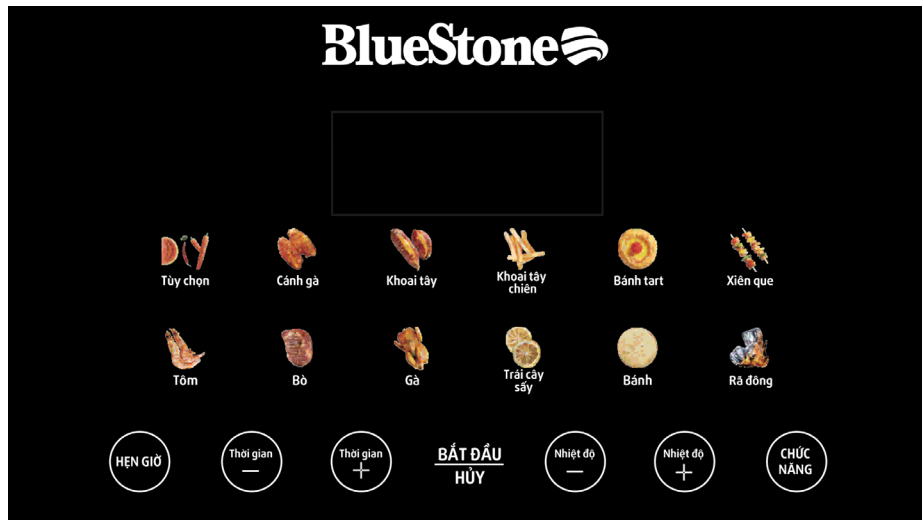 BlueStone
DIY
Tùy chọn
Cánh gà
Khoai tây
Khoai tây
chiên
Bánh tart
Xiên que
Tôm
Bò
Gà
Trái cây
sấy
Bánh
Rã đông
HẸN GIỜ
Thời gian
−
Thời gian
+
BẮT ĐẦU
HỦY
Nhiệt độ
−
Nhiệt độ
+
CHỨC
NĂNG